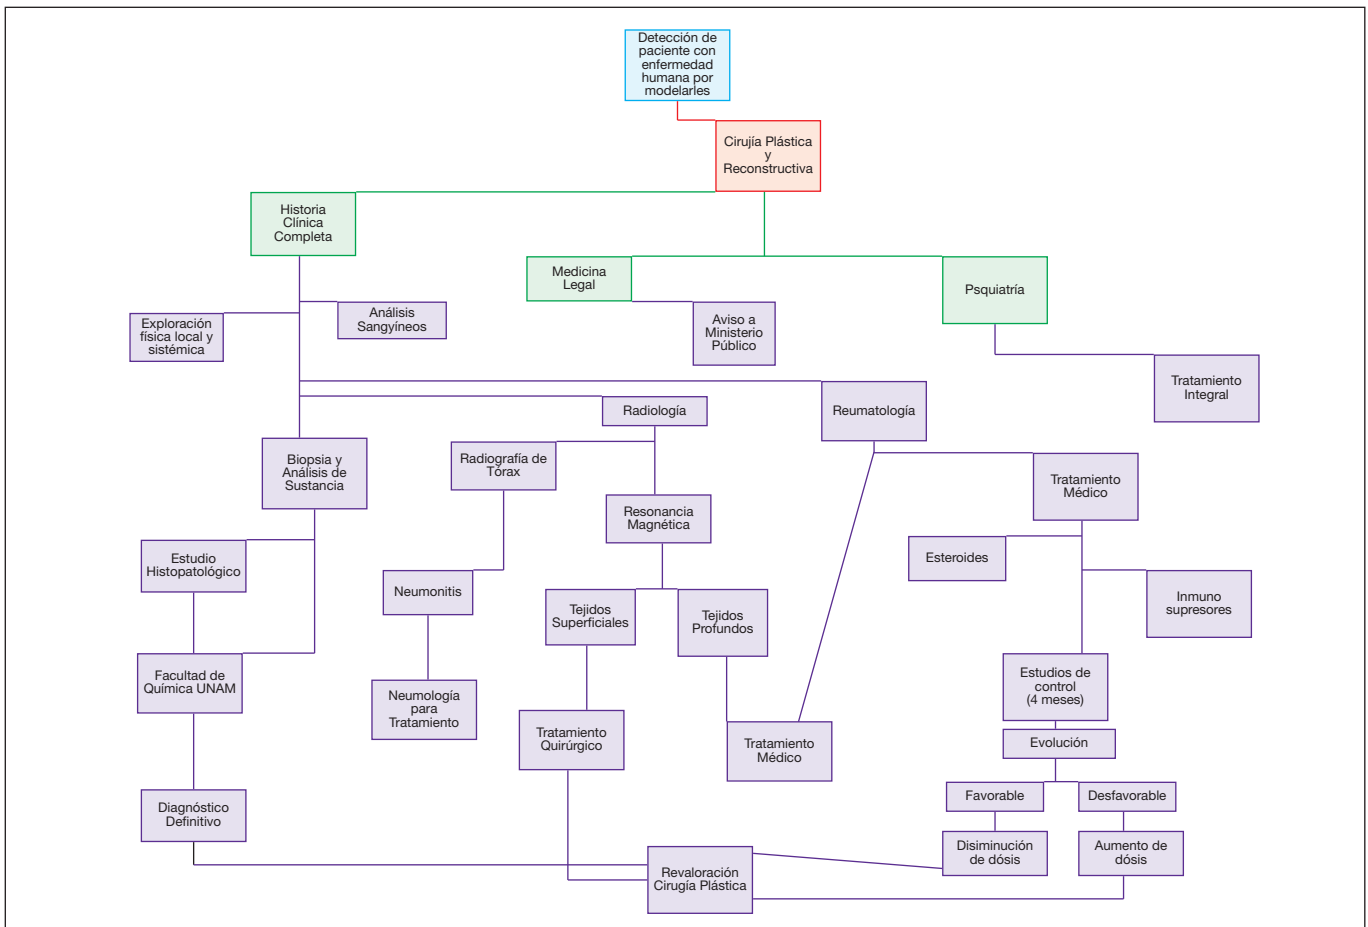 Detección de
paciente con
enfermedad
humana por
modelarles
Cirujía Plástica
y
Reconstructiva
Historia
Clínica
Completa
Medicina
Legal
Psquiatría
Exploración
física local y
sistémica
Análisis
Sangyíneos
Aviso a
Ministerio
Público
Tratamiento
Integral
Radiología
Reumatología
Biopsia y
Análisis de
Sustancia
Radiografía de
Tórax
Resonancia
Magnética
Tratamiento
Médico
Estudio
Histopatológico
Neumonitis
Tejidos
Superficiales
Tejidos
Profundos
Esteroides
Inmuno
supresores
Facultad de
Química UNAM
Neumología
para
Tratamiento
Tratamiento
Quirúrgico
Tratamiento
Médico
Estudios de
control
(4 meses)
Evolución
Favorable
Desfavorable
Diagnóstico
Definitivo
Disiminución
de dósis
Aumento de
dósis
Revaloración
Cirugía Plástica